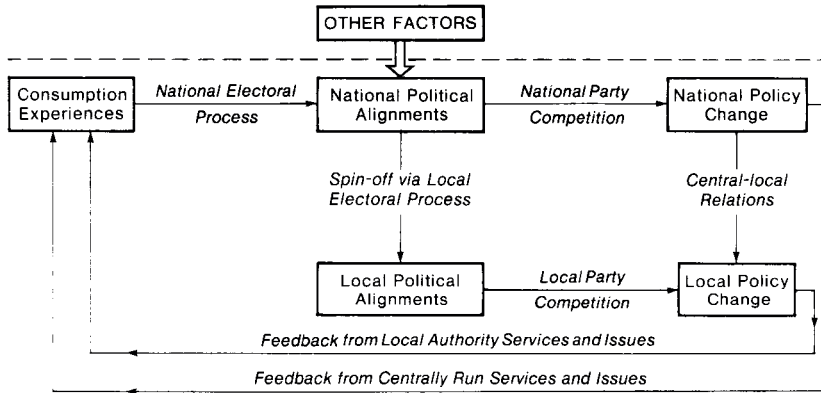 OTHER FACTORS
Consumption
Experiences
National Electoral
Process
National Political
Alignments
National Party
Competition
National Policy
Change
Spin-off via Local
Electoral Process
Central-local
Relations
Local Political
Alignments
Local Party
Competition
Local Policy
Change
Feedback from Local Authority Services and Issues
Feedback from Centrally Run Services and Issues